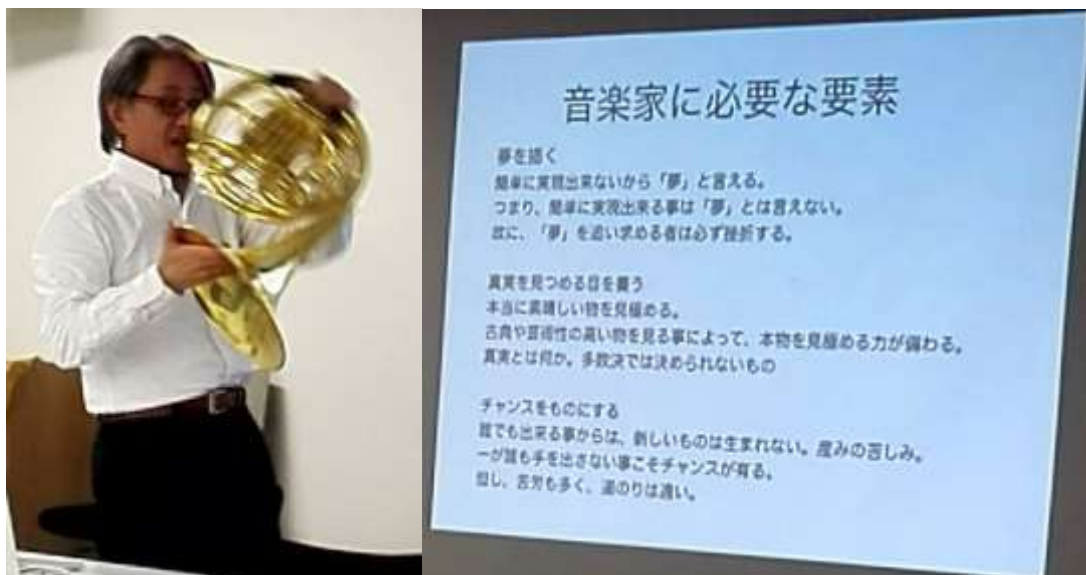 音楽家に必要な要素
夢を描く
簡単に実現出来ないから「夢」と言える。
つまり、簡単に実現出来る事は「夢」とは言えない。
故に、「夢」を追い求める者は必ず挫折する。
真実を見つめる目を養う
本当に素晴しい物を見極める。
古典や芸術性の高い物を見る事によって、本物を見極める力が備わる。
真実とは何か。多数決では決められないもの
チャンスをものにする
誰でも出来る事からは、新しいものは生まれない。産みの苦しみ。
一が誰も手を出さない事こそチャンスが有る。
但し、苦労も多く、道のりは遠い。